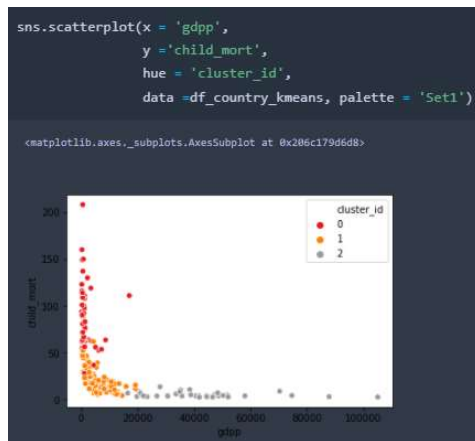 sns.scatterplot(x = 'gdpp',
y ='child_mort',
hue = 'cluster_id',
data =df_country_kmeans, palette = 'Set1')
<matplotlib.axes._subplots.AxesSubplot at 0x206c179d6d8>
cluster_id
0
1
2
200
150
100
50
0
child_mort
0
20000
40000
60000
80000
100000
gdpp